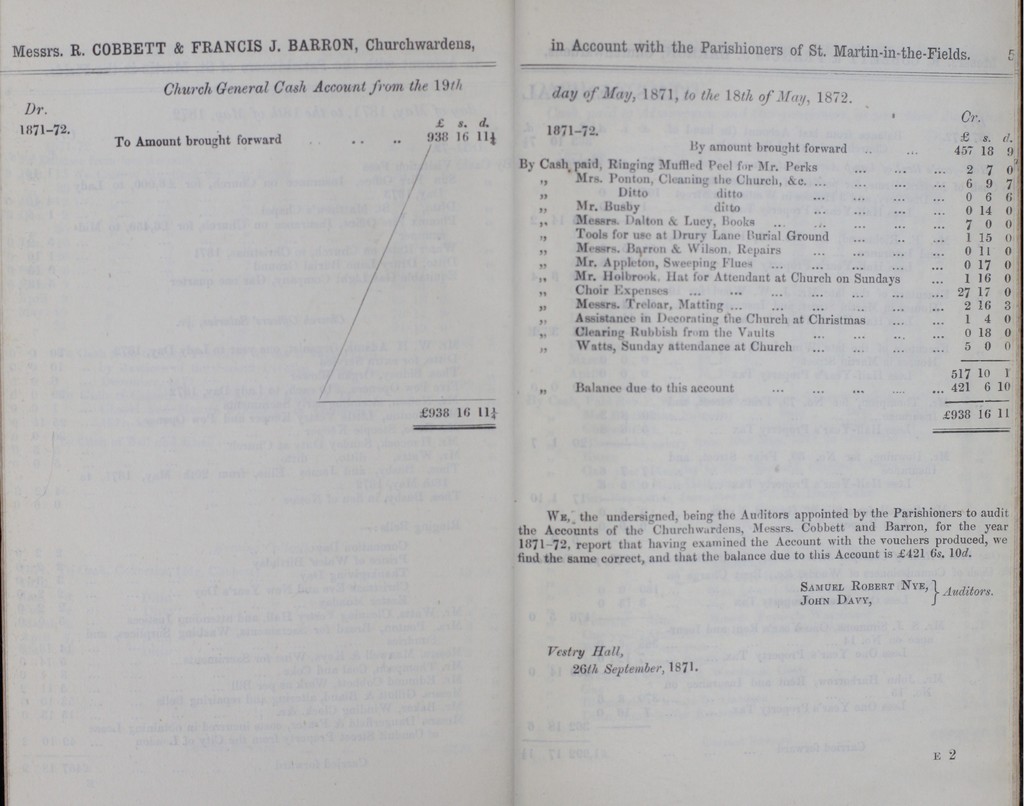 Messrs. R. COBBETT & FRANCIS J. BARRON, Churchwardens,
Church General Cash Account from the 19th
Dr.
1871-72.
£ s. d.
To Amount brought forward .. .. .. 938 16 11¼
£938 16 11¼
in Account with the Parishioners of St. Martin-in-the-Fields. 5
day of May, 1871, to the 18th of May, 1872.
Cr.
1871-72.
£ s. d.
By amount brought forward .. ... 457 18 9
By Cash paid, Ringing Muffled Peel for Mr. Perks ... ... ... 2 7 0
„ Mrs. Ponton, Cleaning the Church, &c. ... ... ... ... 6 9 7
„ Ditto ditto ... ... ... ... 0 6 6
„ Mr. Busby ditto ... ... ... ... 0 14 0
„ Messrs. Dalton & Lucy, Books ... ... ... ... ... 7 0 0
„ Tools for use at Drury Lane Burial Ground ... .. ... 1 15 0
„ Messrs. Barron & Wilson, Repairs ... ... ... ... 0 11 0
„ Mr. Appleton, Sweeping Flues ... ... ... ... ... 0 17 0
„ Mr. Holbrook, Hat for Attendant at Church on Sundays ... 1 16 0
„ Choir Expenses ... ... ... ... ... ... ... 27 17 0
„ Messrs. Treloar, Matting ... ... ... ... ... ... 2 16 3
„ Assistance in Decorating the Church at Christmas ... ... 1 4 0
„ Clearing Rubbish from the Vaults ... ... ... ... 0 18 0
„ Watts, Sunday attendance at Church ... ... ... ... 5 0 0
517 10 1
„ Balance due to this account ... ... ... ... 421 6 10
£938 16 11
WE, the undersigned, being the Auditors appointed by the Parishioners to audit
the Accounts of the Churchwardens, Messrs. Cobbett and Barron, for the year
1871-72, report that having examined the Account with the vouchers produced, we
find the same correct, and that the balance due to this Account is £421 6s. 10d.
SAMUEL ROBERT NYE, } Auditors.
JOHN DAVY,
Vestry Hall,
26th September, 1871.
E 2